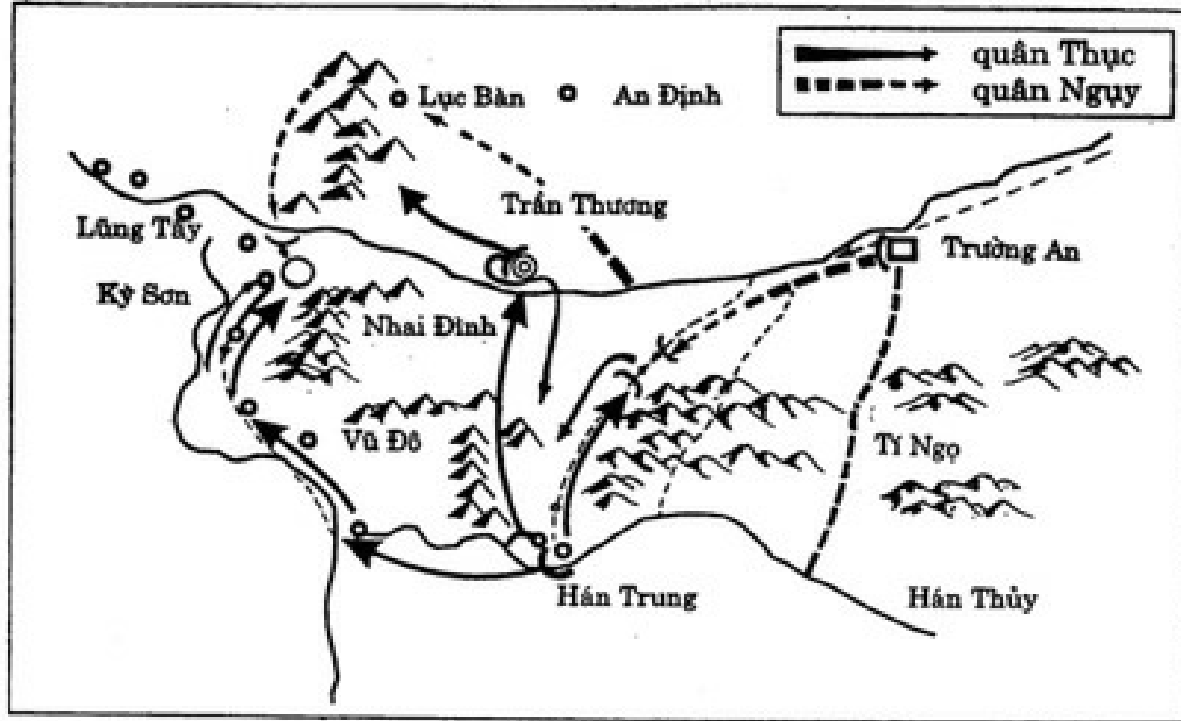 quân Thục
quân Ngụy
Lục Bàn
An Định
Trần Thương
Lũng Tây
Trường An
Kỳ Sơn
Nhai Đình
Vũ Đô
Tí Ngọ
Hán Trung
Hán Thủy